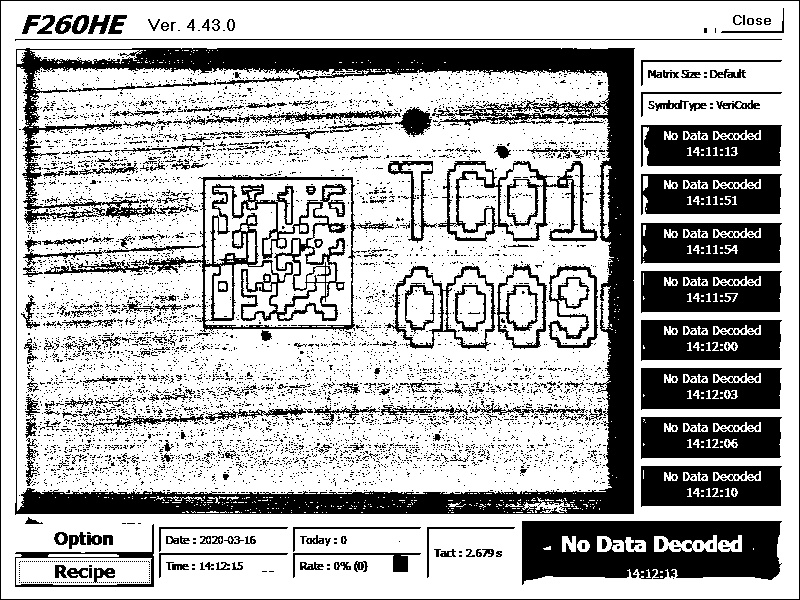 F260HE Ver. 4.43.0
Close
Matrix Size : Default
SymbolType : VeriCode
No Data Decoded
14:11:13
No Data Decoded
14:11:51
No Data Decoded
14:11:54
No Data Decoded
14:11:57
No Data Decoded
14:12:00
No Data Decoded
14:12:03
No Data Decoded
14:12:06
No Data Decoded
14:12:10
TC01
0009
Option
Recipe
Date : 2020-03-16
Time : 14:12:15
Today : 0
Rate : 0% (0)
Tact : 2.679 s
No Data Decoded
14:12:13